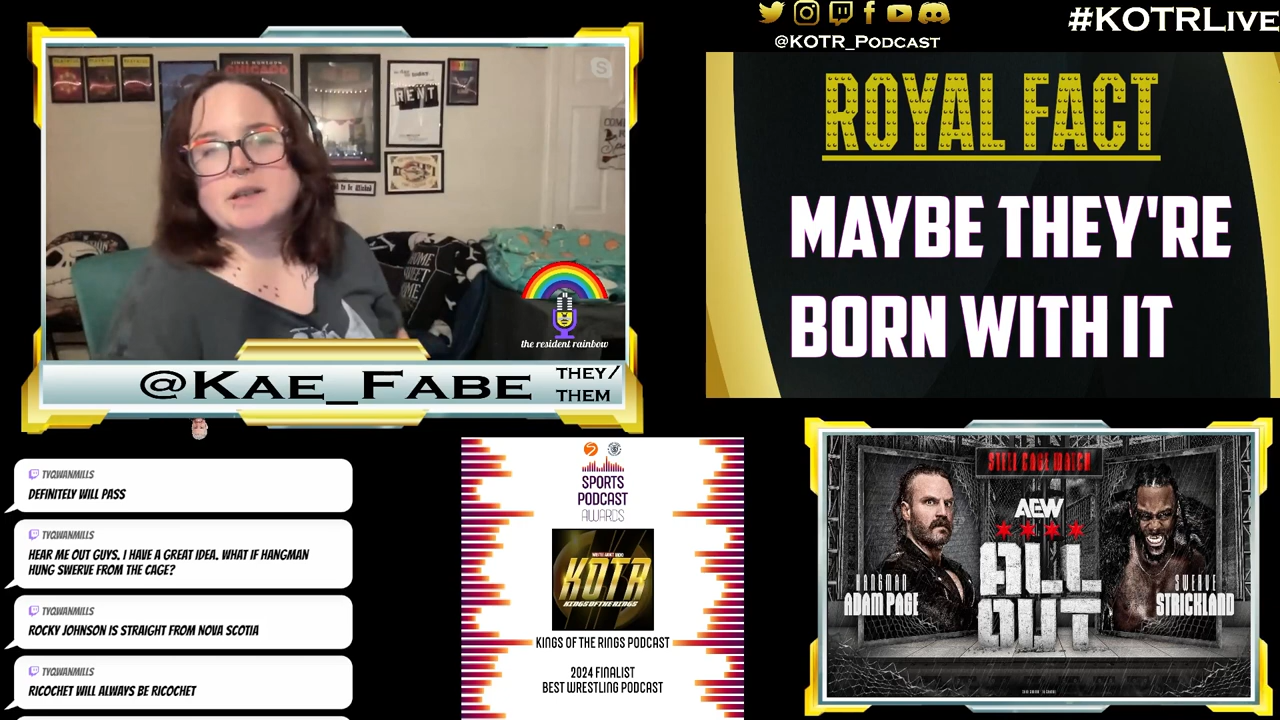 @KOTR_PODCAST
#KOTRLIVE
CHICAGO
RENT
HOME
SWEET
HOME
the resident rainbow
@KAE_FABE
THEY/
THEM
ROYAL FACT
MAYBE THEY'RE
BORN WITH IT
TYQWANMILLS
DEFINITELY WILL PASS
TYQWANMILLS
HEAR ME OUT GUYS. I HAVE A GREAT IDEA. WHAT IF HANGMAN
HUNG SWERVE FROM THE CAGE?
TYQWANMILLS
ROCKY JOHNSON IS STRAIGHT FROM NOVA SCOTIA
TYQWANMILLS
RICOCHET WILL ALWAYS BE RICOCHET
SPORTS
PODCAST
AWARDS
KOTR
KINGS OF THE RINGS
KINGS OF THE RINGS PODCAST
2024 FINALIST
BEST WRESTLING PODCAST
STEEL CAGE MATCH
AEW
ALL
OUT
HANGMAN
ADAM PAGE
SWERVE
STRICKLAND